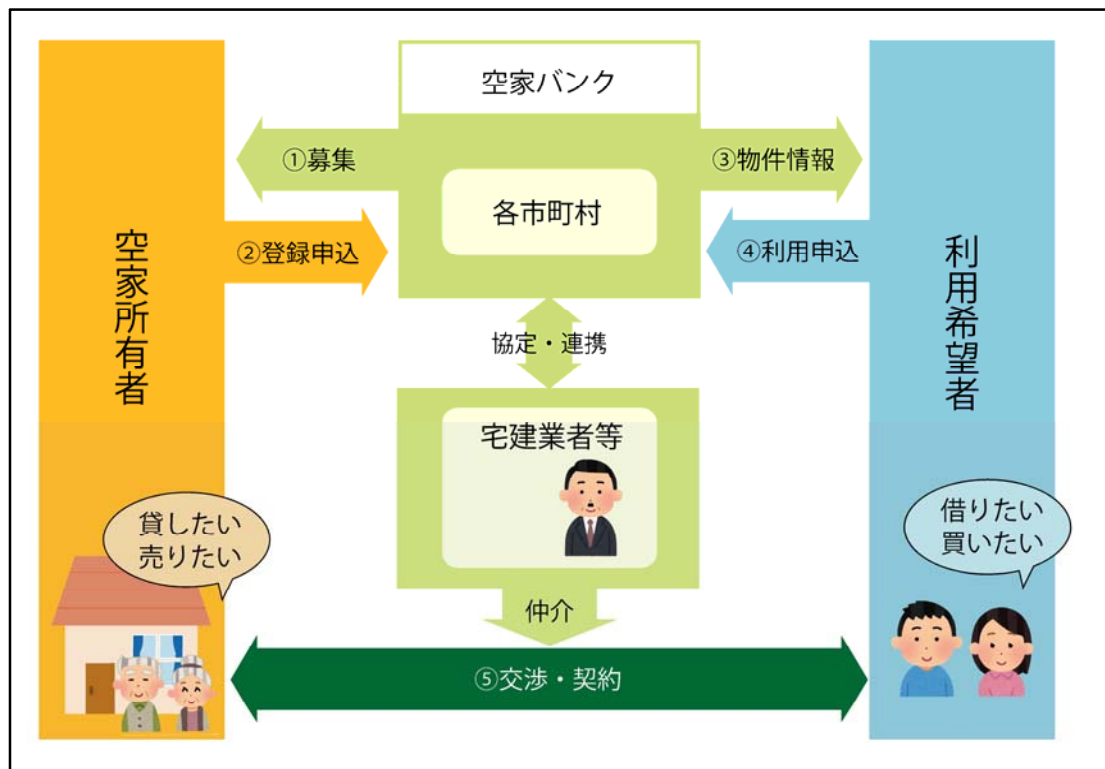 空家バンク
①募集
③物件情報
各市町村
②登録申込
④利用申込
空家所有者
利用希望者
協定・連携
宅建業者等
貸したい
売りたい
借りたい
買いたい
仲介
⑤交渉・契約